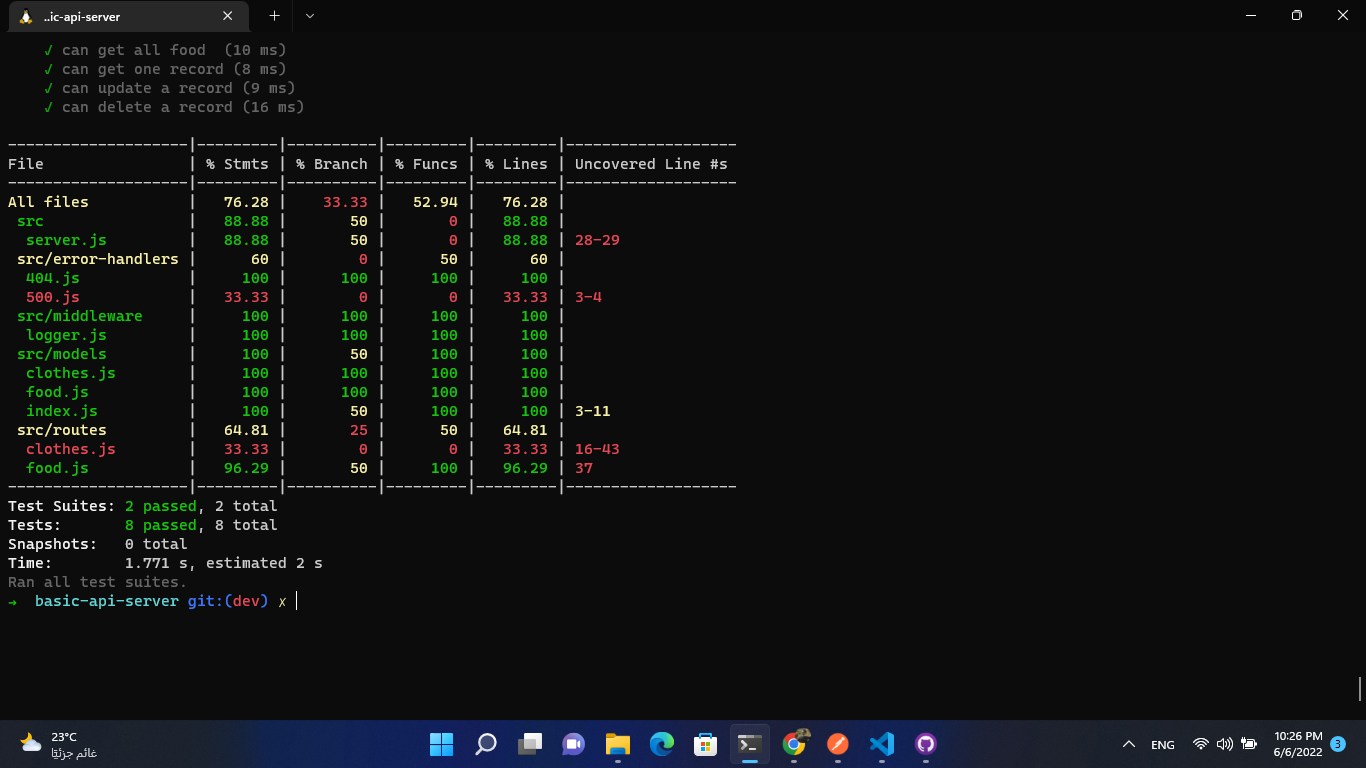 ..ic-api-server
✓ can get all food  (10 ms)
✓ can get one record (8 ms)
✓ can update a record (9 ms)
✓ can delete a record (16 ms)
--------------------|---------|----------|---------|---------|-------------------
File                | % Stmts | % Branch | % Funcs | % Lines | Uncovered Line #s
--------------------|---------|----------|---------|---------|-------------------
All files           |   76.28 |    33.33 |   52.94 |   76.28 |
 src                |   88.88 |       50 |       0 |   88.88 |
  server.js         |   88.88 |       50 |       0 |   88.88 | 28-29
 src/error-handlers |      60 |        0 |      50 |      60 |
  404.js            |     100 |      100 |     100 |     100 |
  500.js            |   33.33 |        0 |       0 |   33.33 | 3-4
 src/middleware     |     100 |      100 |     100 |     100 |
  logger.js         |     100 |      100 |     100 |     100 |
 src/models         |     100 |       50 |     100 |     100 |
  clothes.js        |     100 |      100 |     100 |     100 |
  food.js           |     100 |      100 |     100 |     100 |
  index.js          |     100 |       50 |     100 |     100 | 3-11
 src/routes         |   64.81 |       25 |      50 |   64.81 |
  clothes.js        |   33.33 |        0 |       0 |   33.33 | 16-43
  food.js           |   96.29 |       50 |     100 |   96.29 | 37
--------------------|---------|----------|---------|---------|-------------------
Test Suites: 2 passed, 2 total
Tests:       8 passed, 8 total
Snapshots:   0 total
Time:        1.771 s, estimated 2 s
Ran all test suites.
➜  basic-api-server git:(dev) ✗
23°C
غائم جزئيًا
ENG
10:26 PM
6/6/2022
3